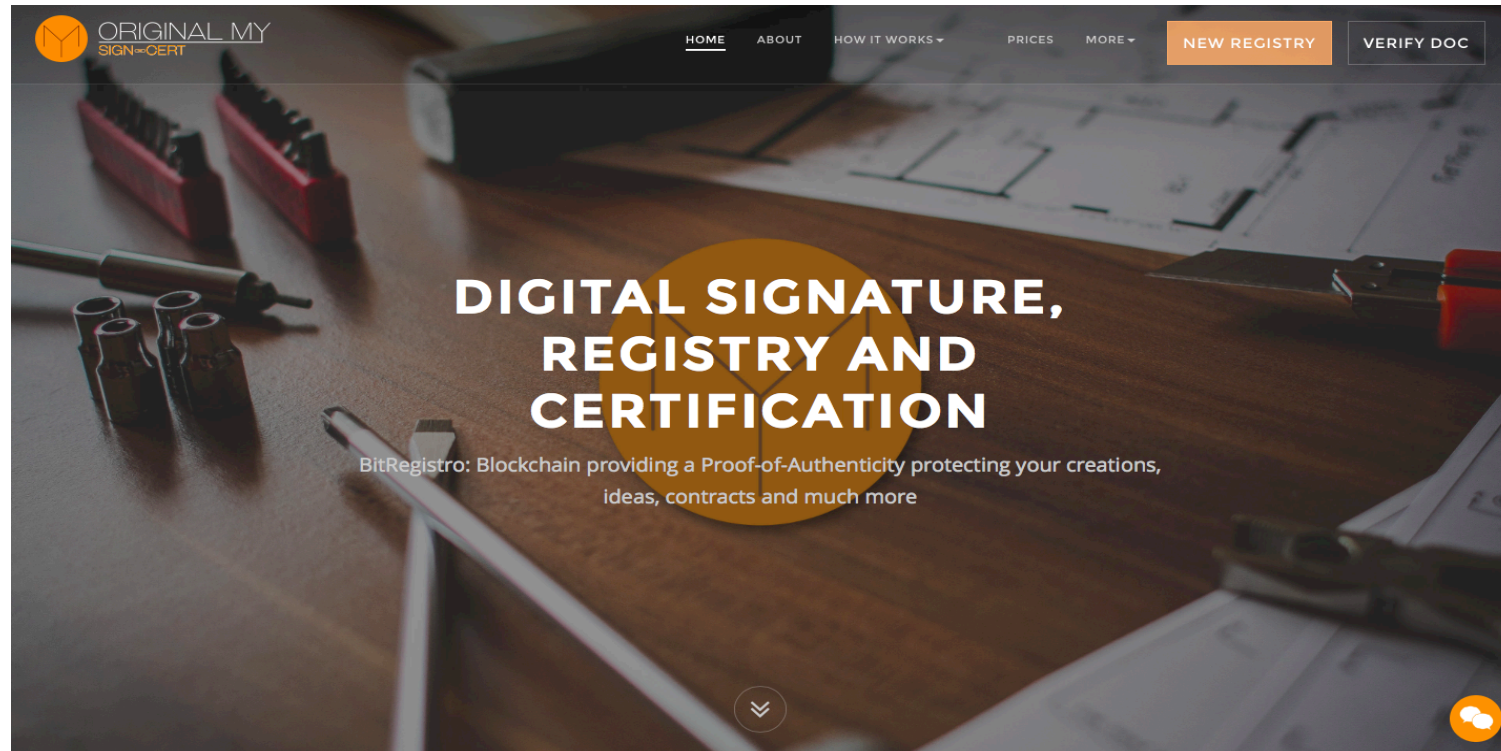 ORIGINAL MY
SIGN∞CERT
HOME ABOUT HOW IT WORKS PRICES MORE NEW REGISTRY VERIFY DOC
DIGITAL SIGNATURE,
REGISTRY AND
CERTIFICATION
BitRegistro: Blockchain providing a Proof-of-Authenticity protecting your creations,
ideas, contracts and much more